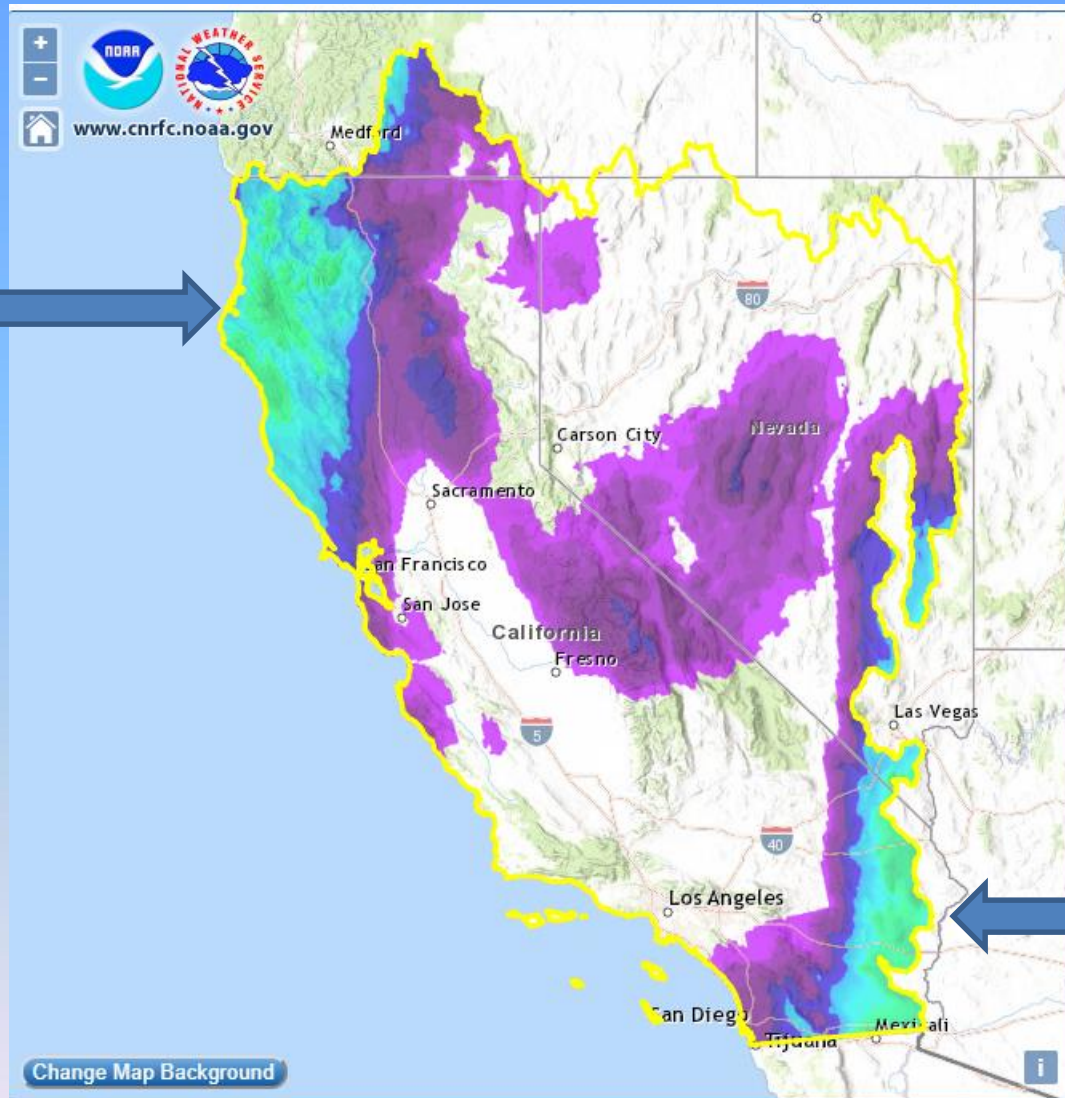 +
−
NOAA
NATIONAL WEATHER SERVICE
www.cnrfc.noaa.gov
Medford
80
Carson City
Nevada
Sacramento
an Francisco
San Jose
California
Fresno
Las Vegas
5
40
Los Angeles
San Diego
Mexicali
Tijuana
Change Map Background
i